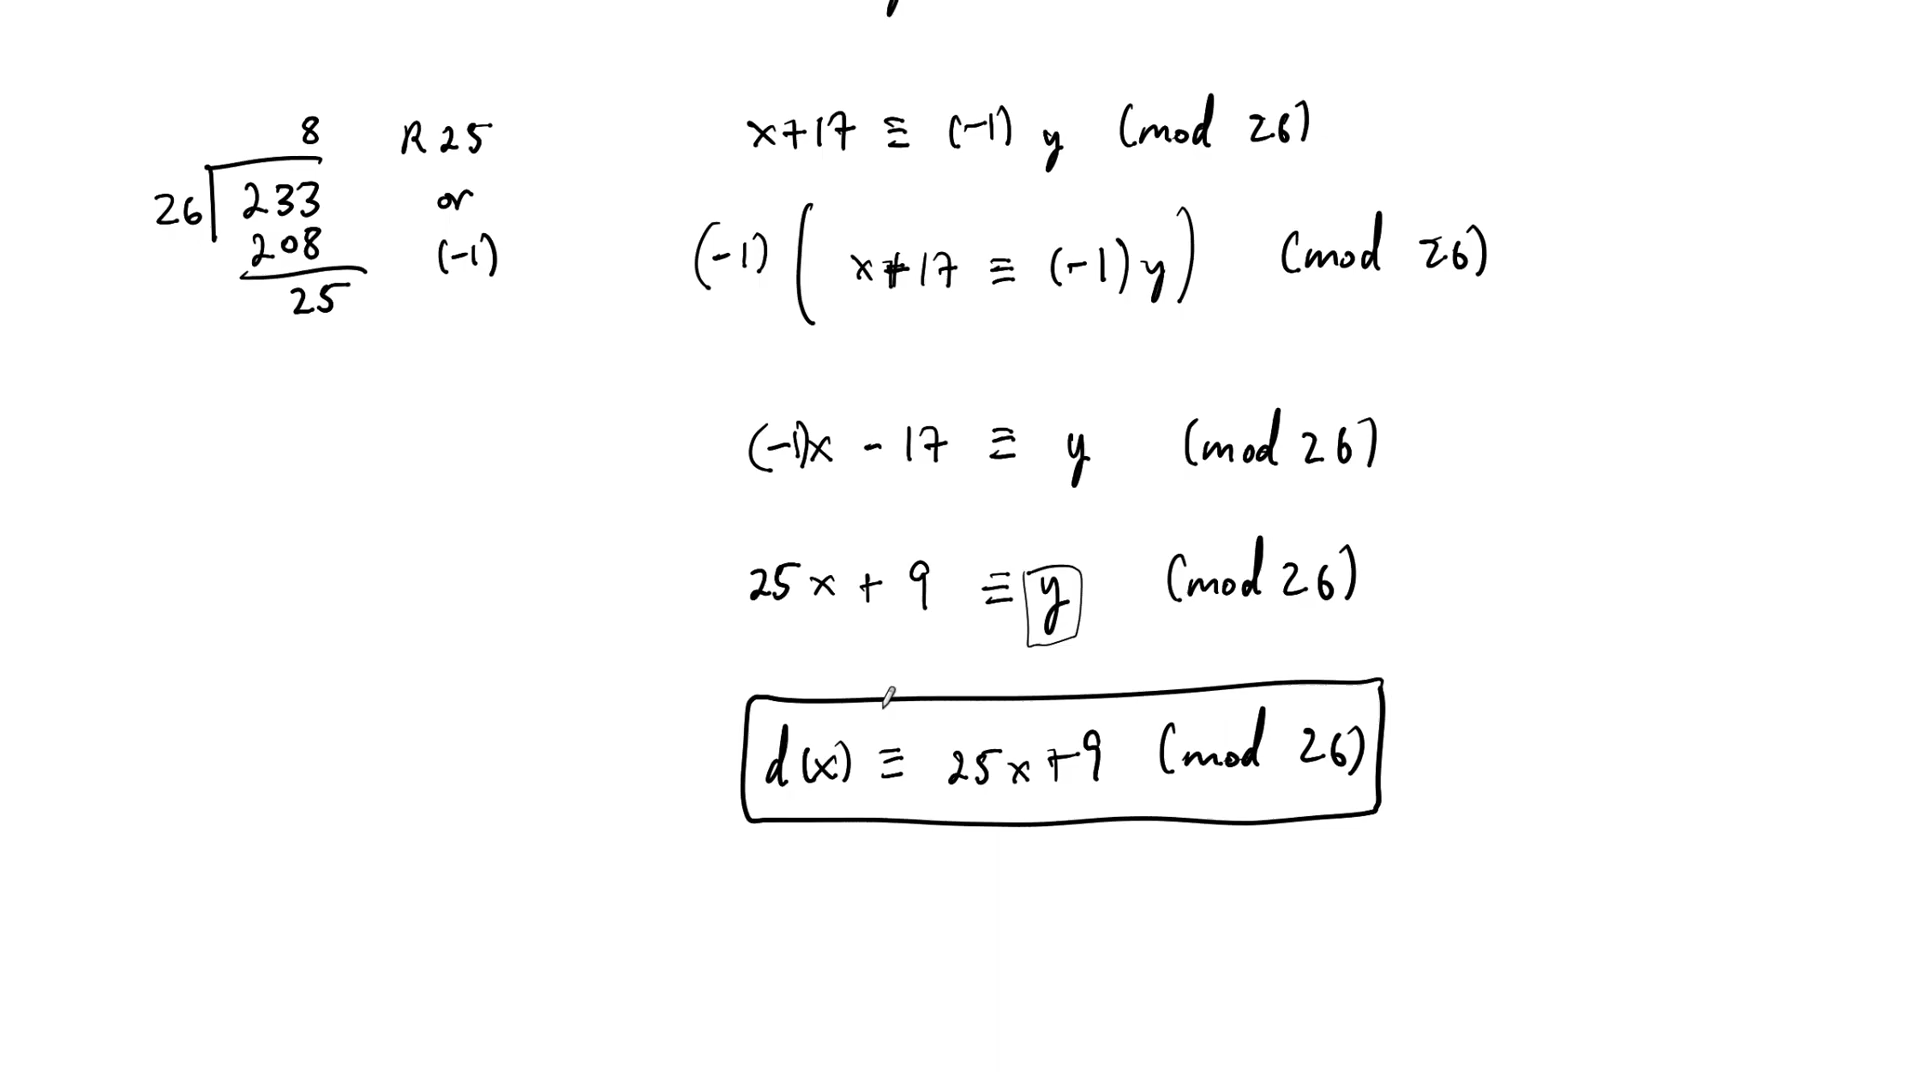 8 R 25
26 233 or
208 (-1)
25
x+17 ≡ (-1) y (mod 26)
(-1) ( x+17 ≡ (-1) y ) (mod 26)
(-1)x - 17 ≡ y (mod 26)
25x + 9 ≡ y (mod 26)
d(x) ≡ 25x+9 (mod 26)